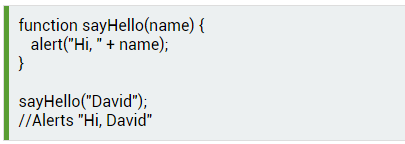 function sayHello(name) {
   alert("Hi, " + name);
}

sayHello("David");
//Alerts "Hi, David"